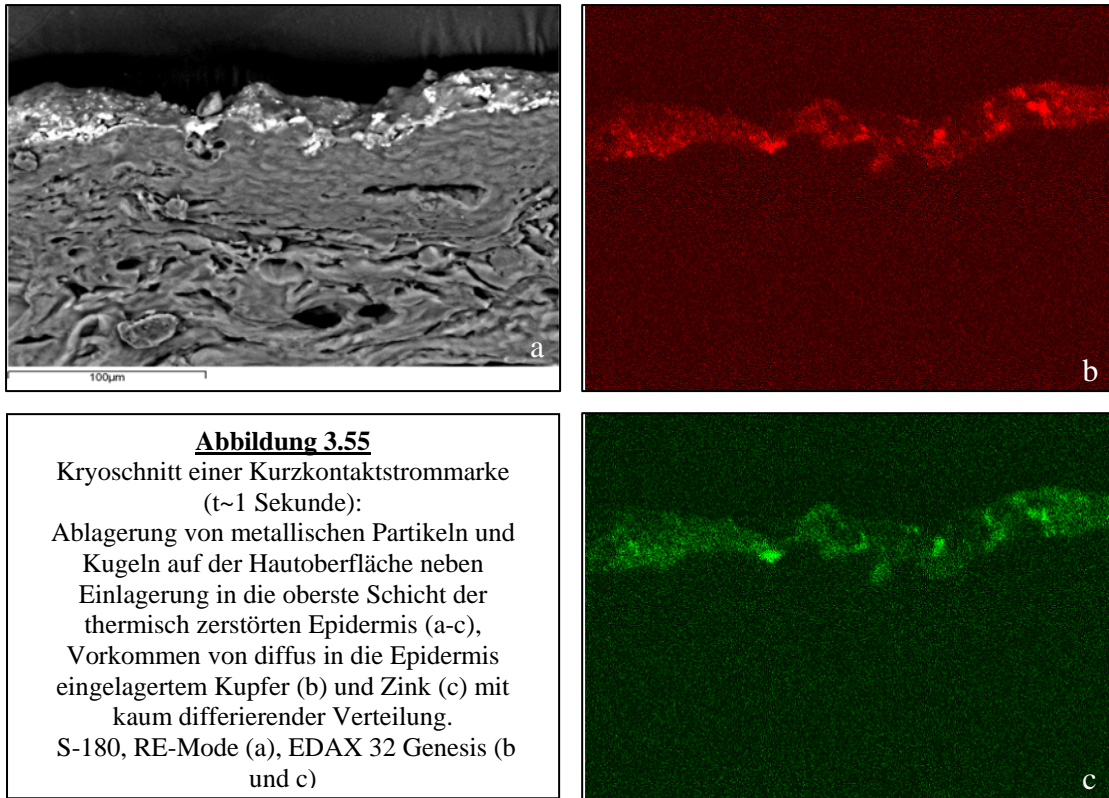 a
100µm
b
Abbildung 3.55
Kryoschnitt einer Kurzkontaktstrommarke
(t~1 Sekunde):
Ablagerung von metallischen Partikeln und
Kugeln auf der Hautoberfläche neben
Einlagerung in die oberste Schicht der
thermisch zerstörten Epidermis (a-c),
Vorkommen von diffus in die Epidermis
eingelagertem Kupfer (b) und Zink (c) mit
kaum differierender Verteilung.
S-180, RE-Mode (a), EDAX 32 Genesis (b
und c)
c